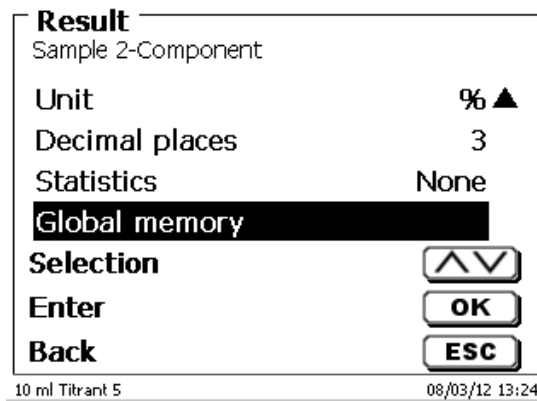 Result
Sample 2-Component
Unit % ▲
Decimal places 3
Statistics None
Global memory
Selection
Enter OK
Back ESC
10 ml Titrant 5 08/03/12 13:24